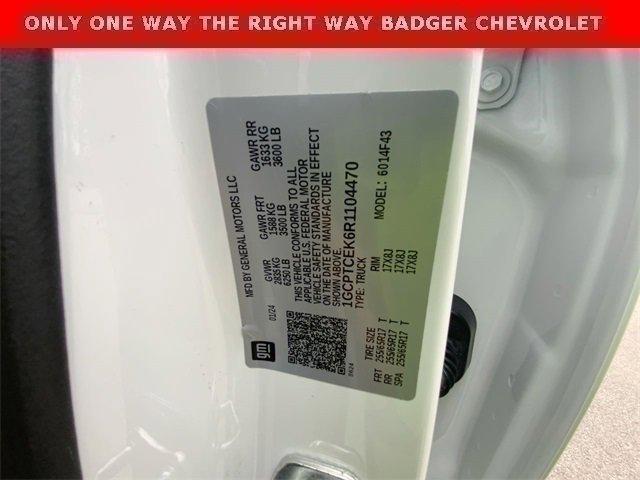 ONLY ONE WAY THE RIGHT WAY BADGER CHEVROLET
MFD BY GENERAL MOTORS LLC
01/24
GVWR
2835 KG
6250 LB
GAWR FRT
1588 KG
3500 LB
GAWR RR
1633 KG
3600 LB
THIS VEHICLE CONFORMS TO ALL
APPLICABLE U.S. FEDERAL MOTOR
VEHICLE SAFETY STANDARDS IN EFFECT
ON THE DATE OF MANUFACTURE
SHOWN ABOVE.
1GCPTCEK6R1104470
TYPE: TRUCK
MODEL: 6014F43
gm
TIRE SIZE RIM
FRT 255/65R17 T 17X8J
RR 255/65R17 T 17X8J
SPA 255/65R17 T 17X8J